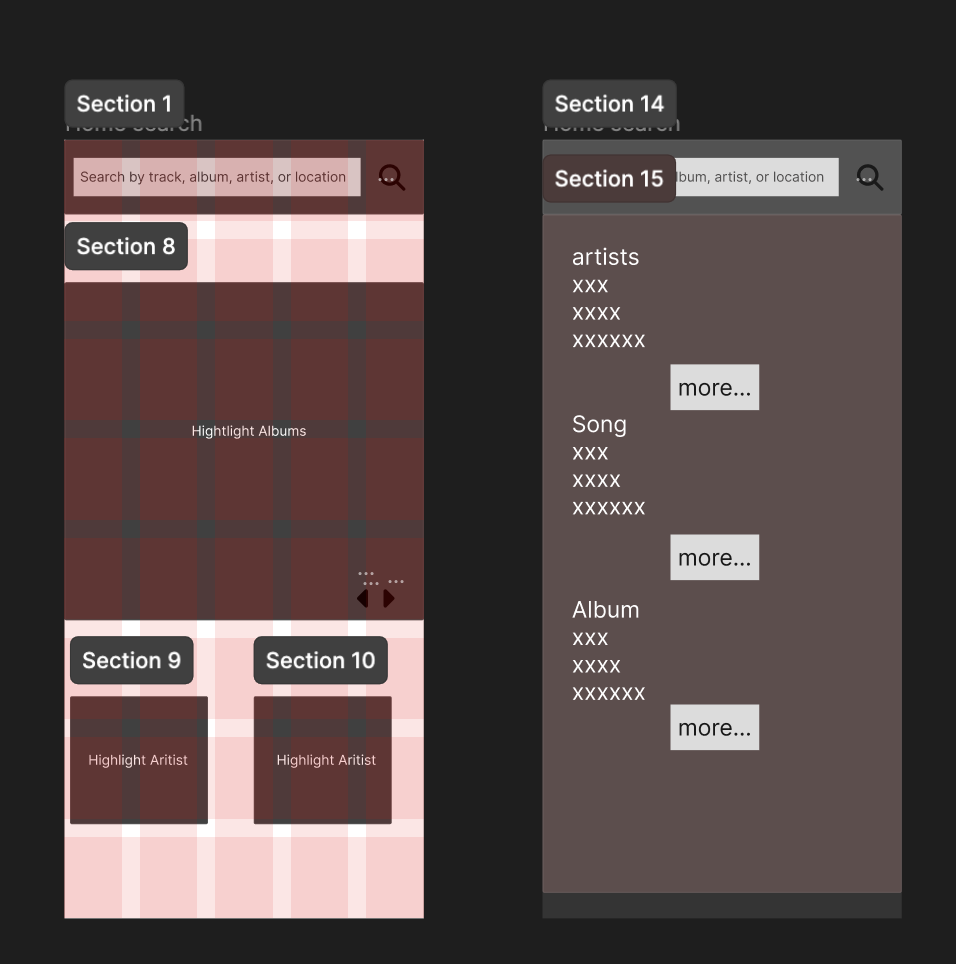 Section 1
Home search
Search by track, album, artist, or location
Section 8
Hightlight Albums
Section 9
Section 10
Highlight Aritist
Highlight Aritist
Section 14
Home search
Section 15
album, artist, or location
artists
xxx
xxxx
xxxxxx
more...
Song
xxx
xxxx
xxxxxx
more...
Album
xxx
xxxx
xxxxxx
more...